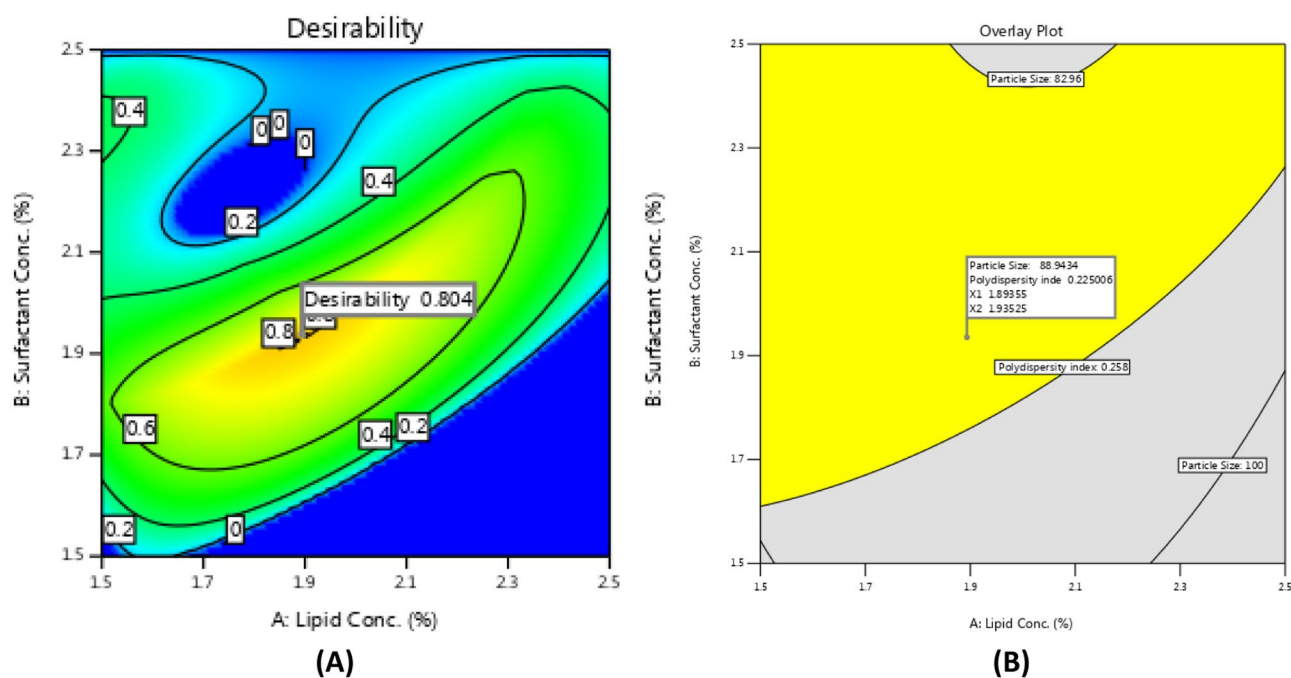 Desirability
2.5
2.3
2.1
1.9
1.7
1.5
B: Surfactant Conc. (%)
0.4
0
0
0
0.2
0.4
Desirability 0.804
0.8
0.6
0.4
0.2
0.2
0
1.5
1.7
1.9
2.1
2.3
2.5
A: Lipid Conc. (%)
(A)
B: Surfactant Conc. (%)
Overlay Plot
2.5
2.3
2.1
1.9
1.7
1.5
B: Surfactant Conc. (%)
Particle Size: 82.96
Particle Size: 88.9434
Polydispersity inde 0.225006
X1 1.89355
X2 1.93525
Polydispersity index: 0.258
Particle Size: 100
1.5
1.7
1.9
2.1
2.3
2.5
A: Lipid Conc. (%)
(B)